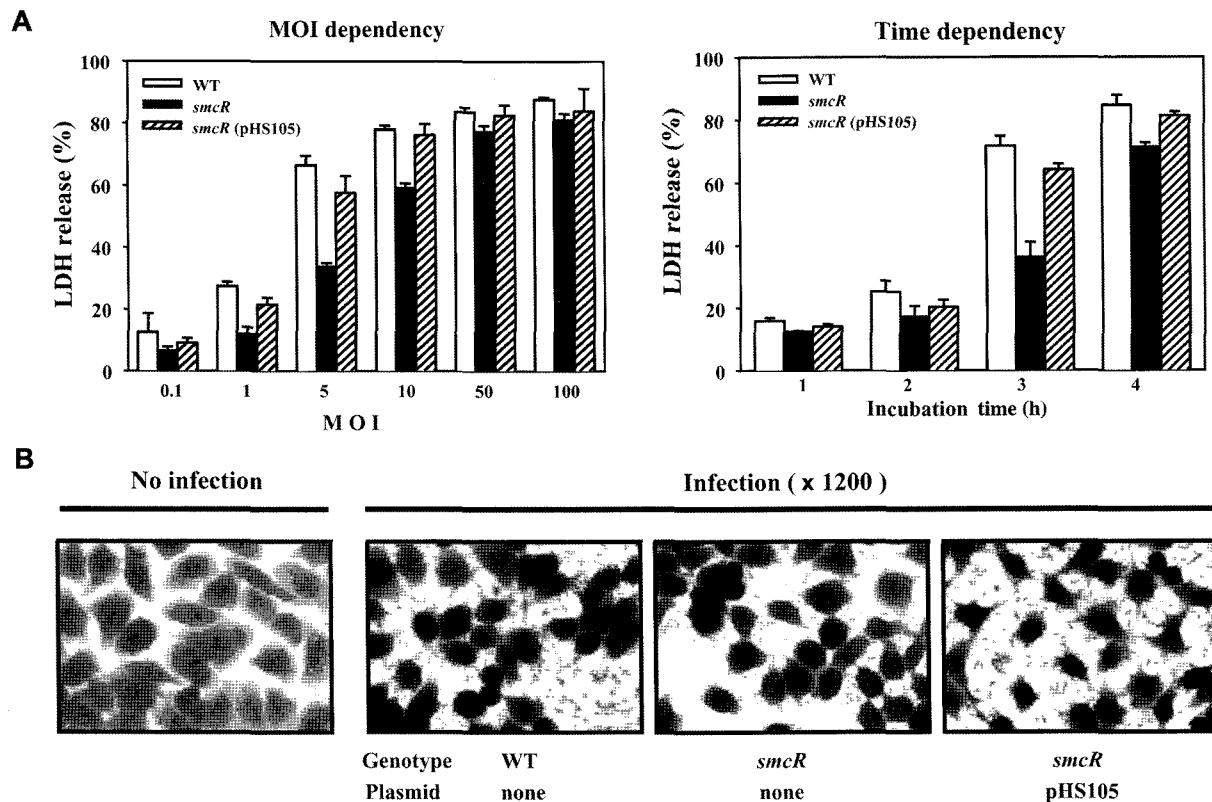 A
MOI dependency
WT
smcR
smcR (pHS105)
LDH release (%)
100
80
60
40
20
0
0.1 1 5 10 50 100
M O I
Time dependency
WT
smcR
smcR (pHS105)
LDH release (%)
100
80
60
40
20
0
1 2 3 4
Incubation time (h)
B
No infection
Infection ( x 1200 )
Genotype WT smcR smcR
Plasmid none none pHS105